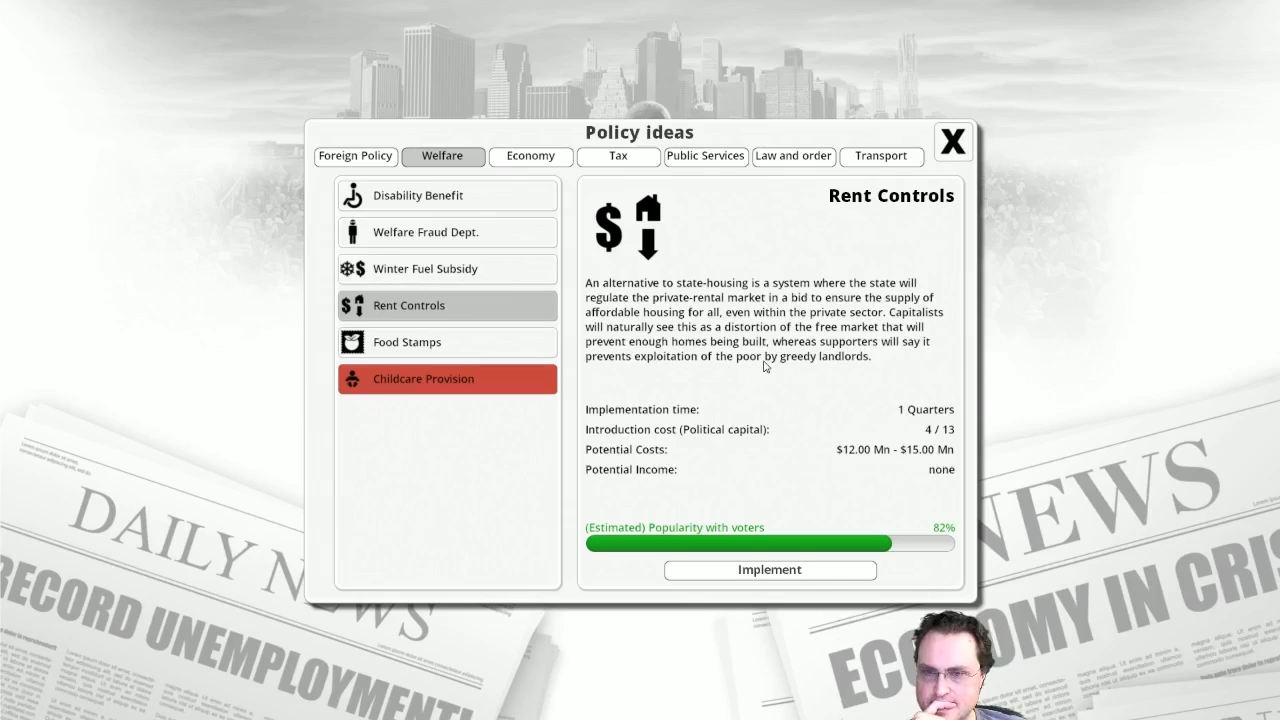 Policy ideas
X
Foreign Policy
Welfare
Economy
Tax
Public Services
Law and order
Transport
Disability Benefit
Welfare Fraud Dept.
Winter Fuel Subsidy
Rent Controls
Food Stamps
Childcare Provision
Rent Controls
An alternative to state-housing is a system where the state will
regulate the private-rental market in a bid to ensure the supply of
affordable housing for all, even within the private sector. Capitalists
will naturally see this as a distortion of the free market that will
prevent enough homes being built, whereas supporters will say it
prevents exploitation of the poor by greedy landlords.
Implementation time: 1 Quarters
Introduction cost (Political capital): 4 / 13
Potential Costs: $12.00 Mn - $15.00 Mn
Potential Income: none
(Estimated) Popularity with voters 82%
Implement
DAILY N
NEWS
RECORD UNEMPLOYMENT!
NEWS
ECONOMY IN CRIS